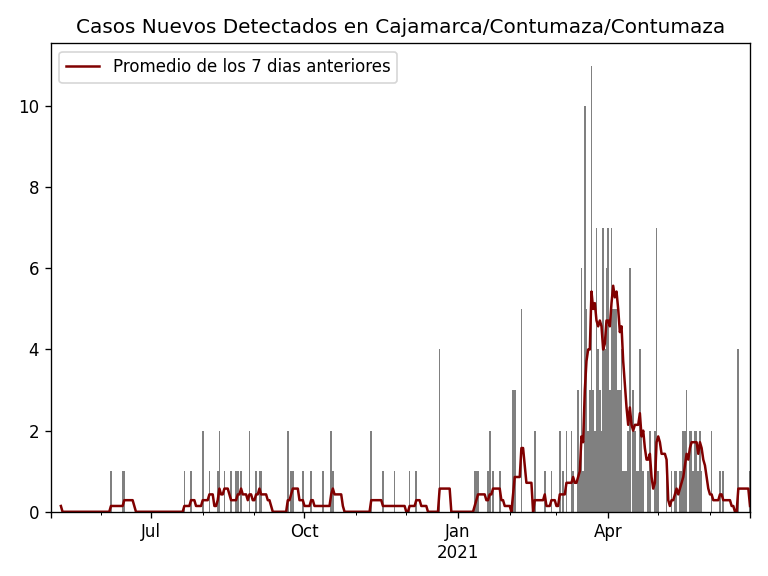 Casos Nuevos Detectados en Cajamarca/Contumaza/Contumaza
Promedio de los 7 dias anteriores
10
8
6
4
2
0
Jul
Oct
Jan
2021
Apr